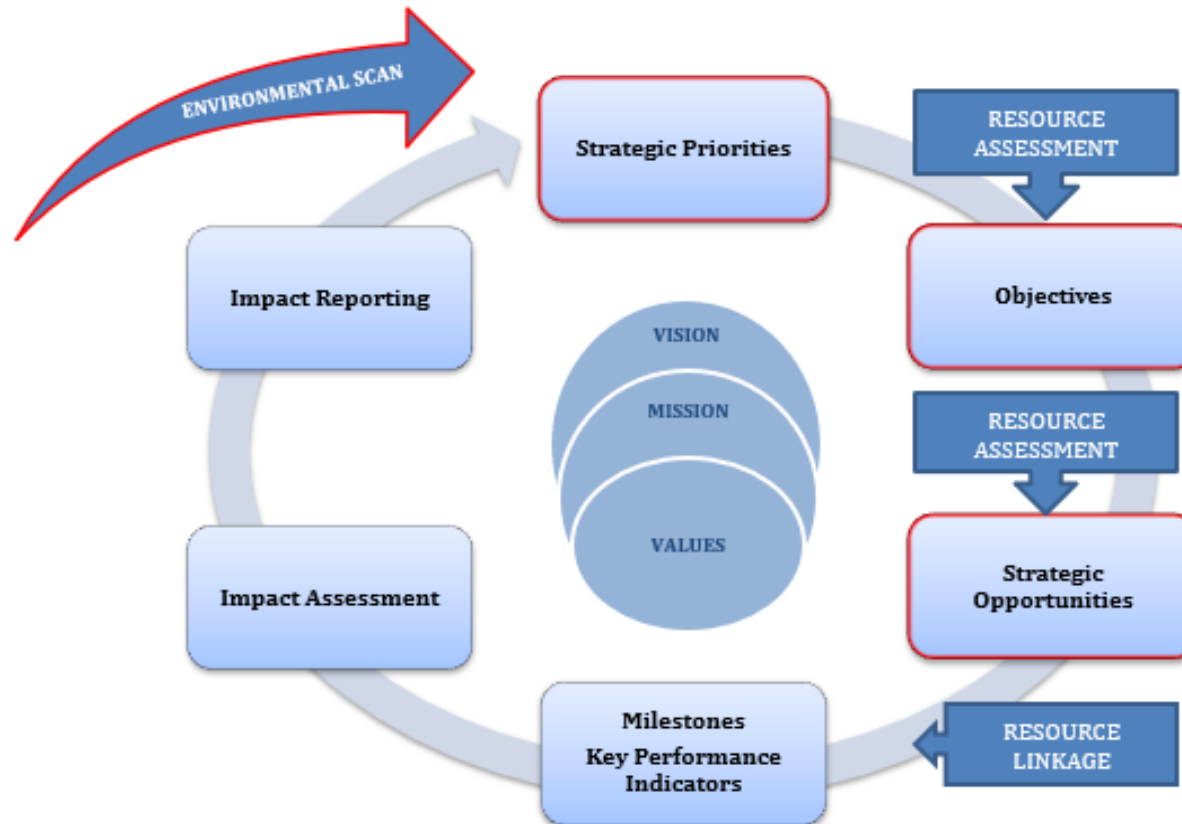 ENVIRONMENTAL SCAN
Strategic Priorities
RESOURCE
ASSESSMENT
Impact Reporting
Objectives
VISION
MISSION
RESOURCE
ASSESSMENT
VALUES
Impact Assessment
Strategic
Opportunities
Milestones
Key Performance
Indicators
RESOURCE
LINKAGE